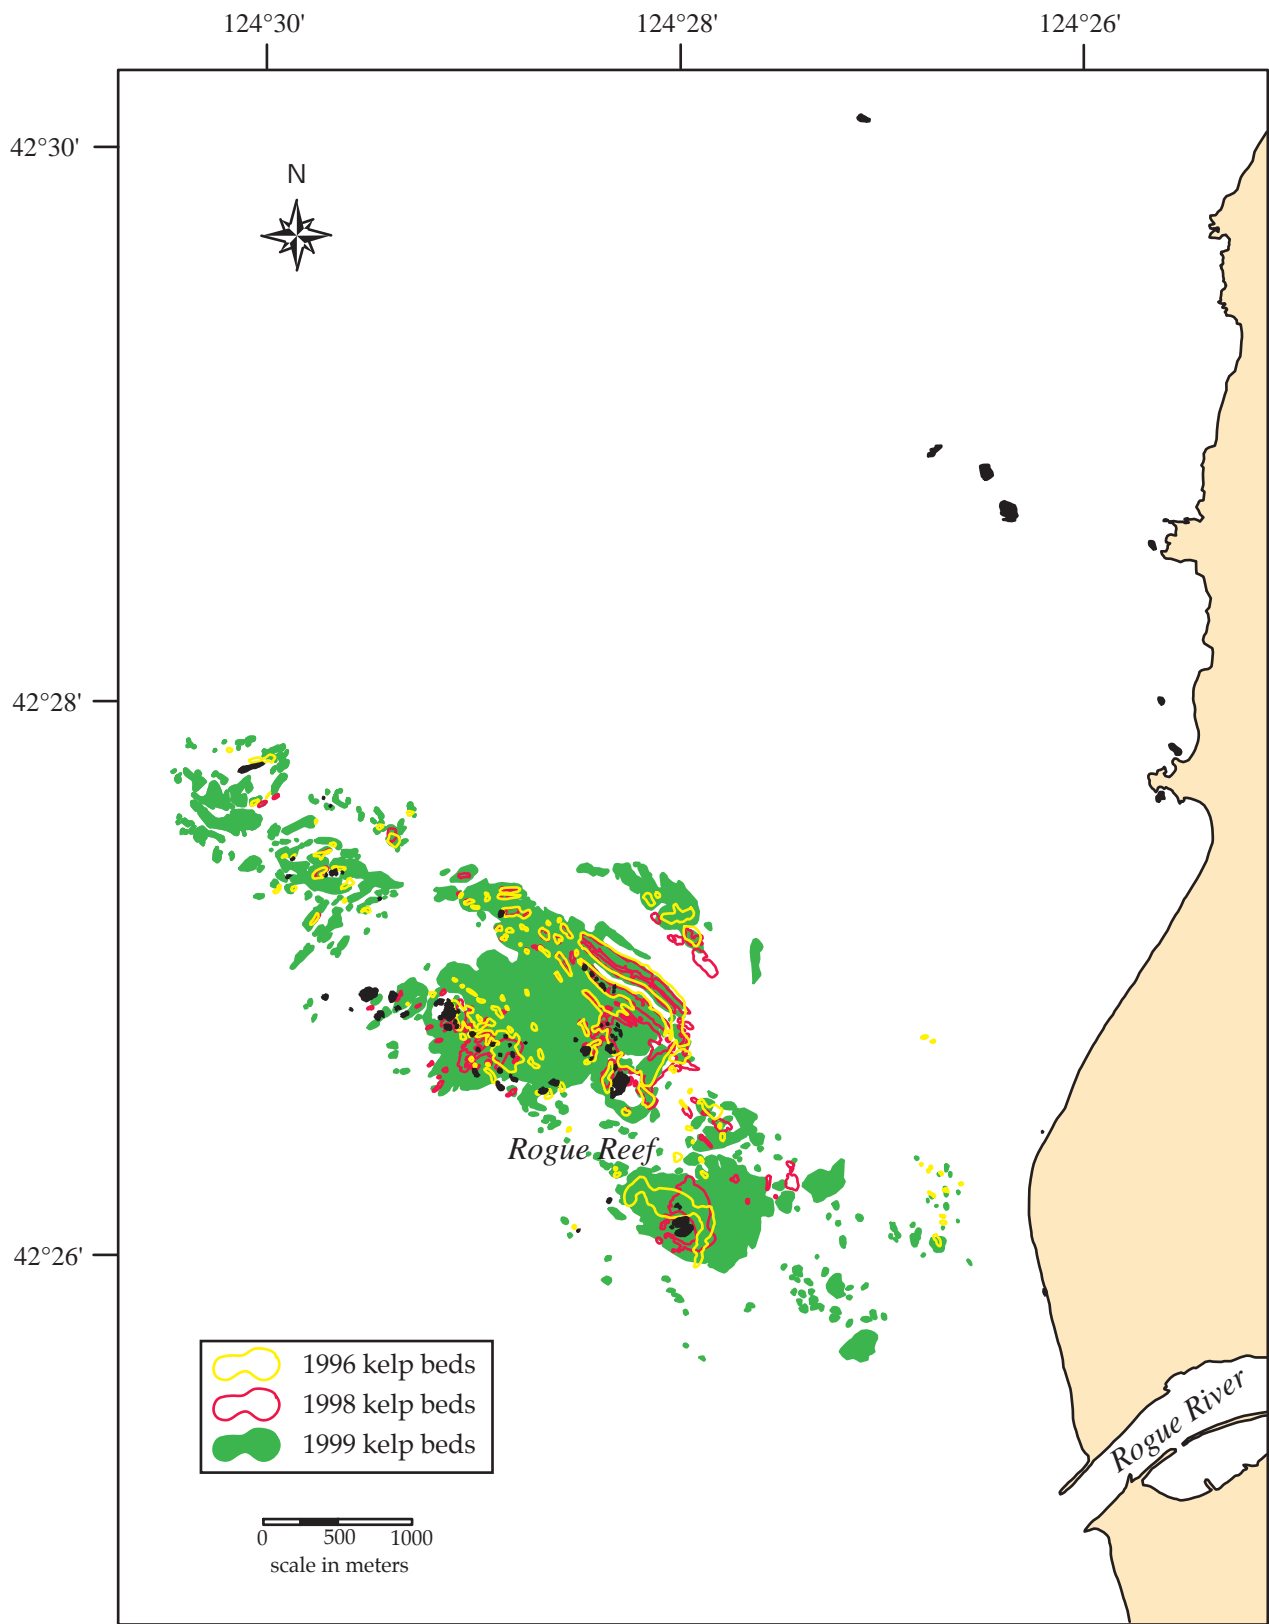 124°30' 124°28' 124°26'
42°30'
N
42°28'
Rogue Reef
42°26'
1996 kelp beds
1998 kelp beds
1999 kelp beds
Rogue River
0 500 1000
scale in meters